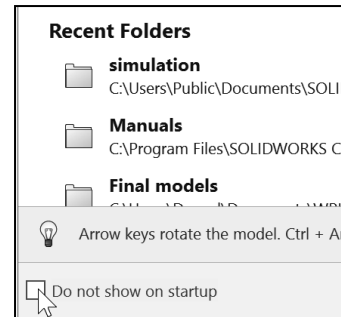 Recent Folders
simulation
C:\Users\Public\Documents\SOLI
Manuals
C:\Program Files\SOLIDWORKS C
Final models
Arrow keys rotate the model. Ctrl + A
Do not show on startup